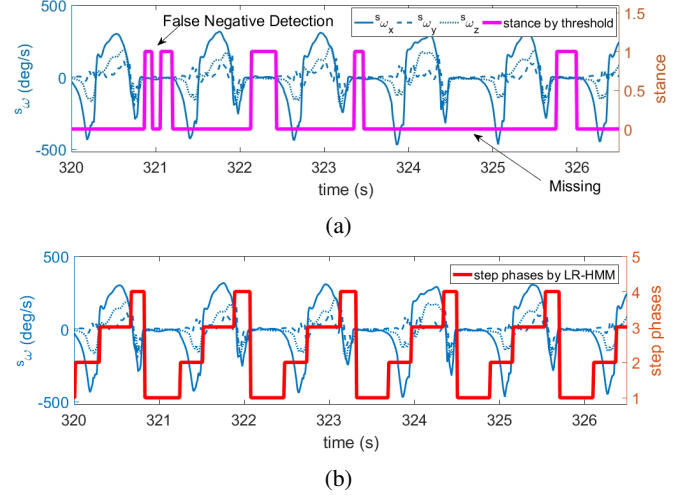 False Negative Detection
ˢωₓ ˢωᵧ ˢω_z stance by threshold
500
0
-500
ˢω (deg/s)
1.5
1
0.5
0
stance
Missing
320 321 322 323 324 325 326
time (s)
(a)
step phases by LR-HMM
500
0
-500
ˢω (deg/s)
5
4
3
2
1
step phases
320 321 322 323 324 325 326
time (s)
(b)